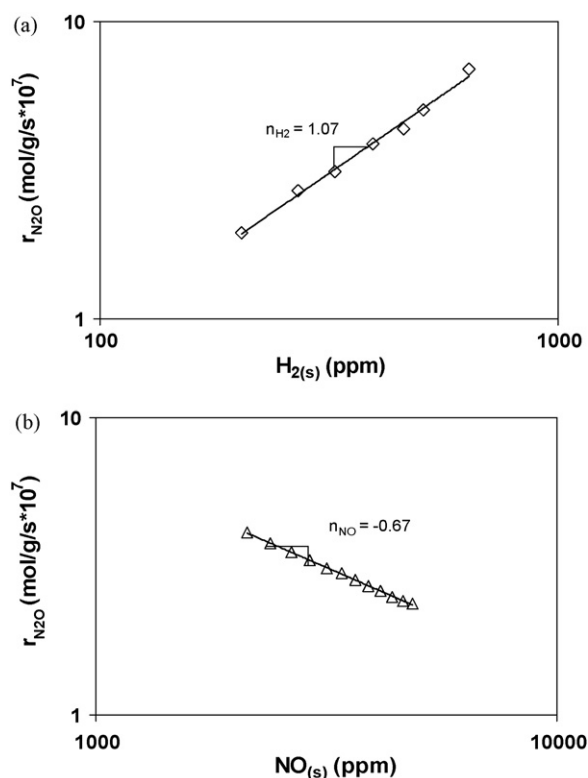 (a)
10
n_H2 = 1.07
r_N2O (mol/g/s*10^7)
1
100
1000
H_2(s) (ppm)
(b)
10
n_NO = -0.67
r_N2O (mol/g/s*10^7)
1
1000
10000
NO_(s) (ppm)